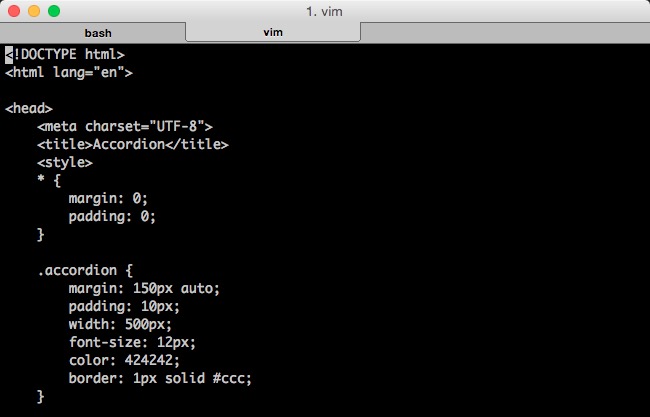 1. vim
bash vim
<!DOCTYPE html>
<html lang="en">

<head>
    <meta charset="UTF-8">
    <title>Accordion</title>
    <style>
    * {
        margin: 0;
        padding: 0;
    }

    .accordion {
        margin: 150px auto;
        padding: 10px;
        width: 500px;
        font-size: 12px;
        color: 424242;
        border: 1px solid #ccc;
    }